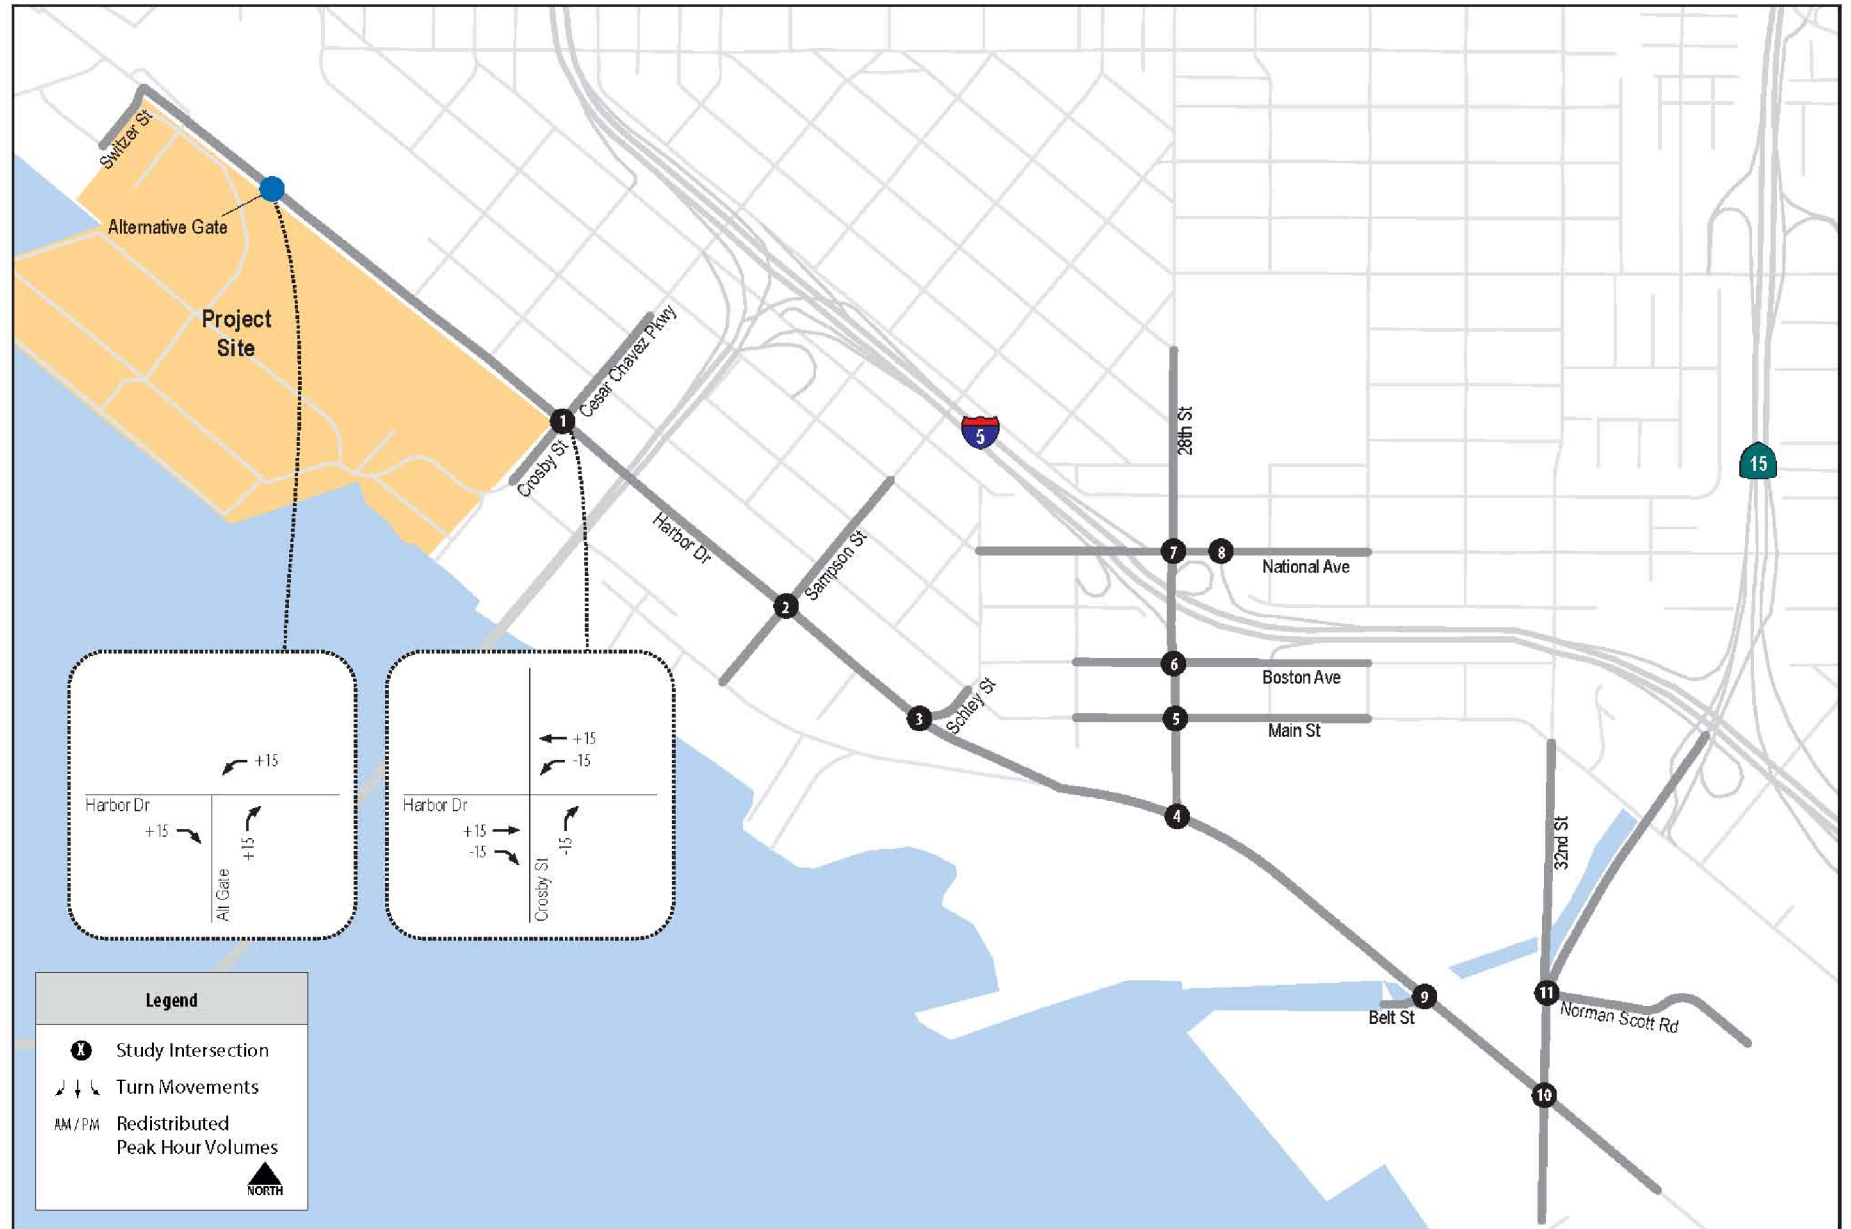 Switzer St
Alternative Gate
Project
Site
Cesar Chavez Pkwy
1
Crosby St
Harbor Dr
Sampson St
2
Schley St
3
5
28th St
15
7
8
National Ave
6
Boston Ave
5
Main St
4
32nd St
9
Belt St
11
Norman Scott Rd
10
+15
Harbor Dr
+15
+15
Alt Gate
+15
-15
Harbor Dr
+15
-15
-15
Crosby St
Legend
X
Study Intersection
Turn Movements
AM / PM
Redistributed
Peak Hour Volumes
NORTH